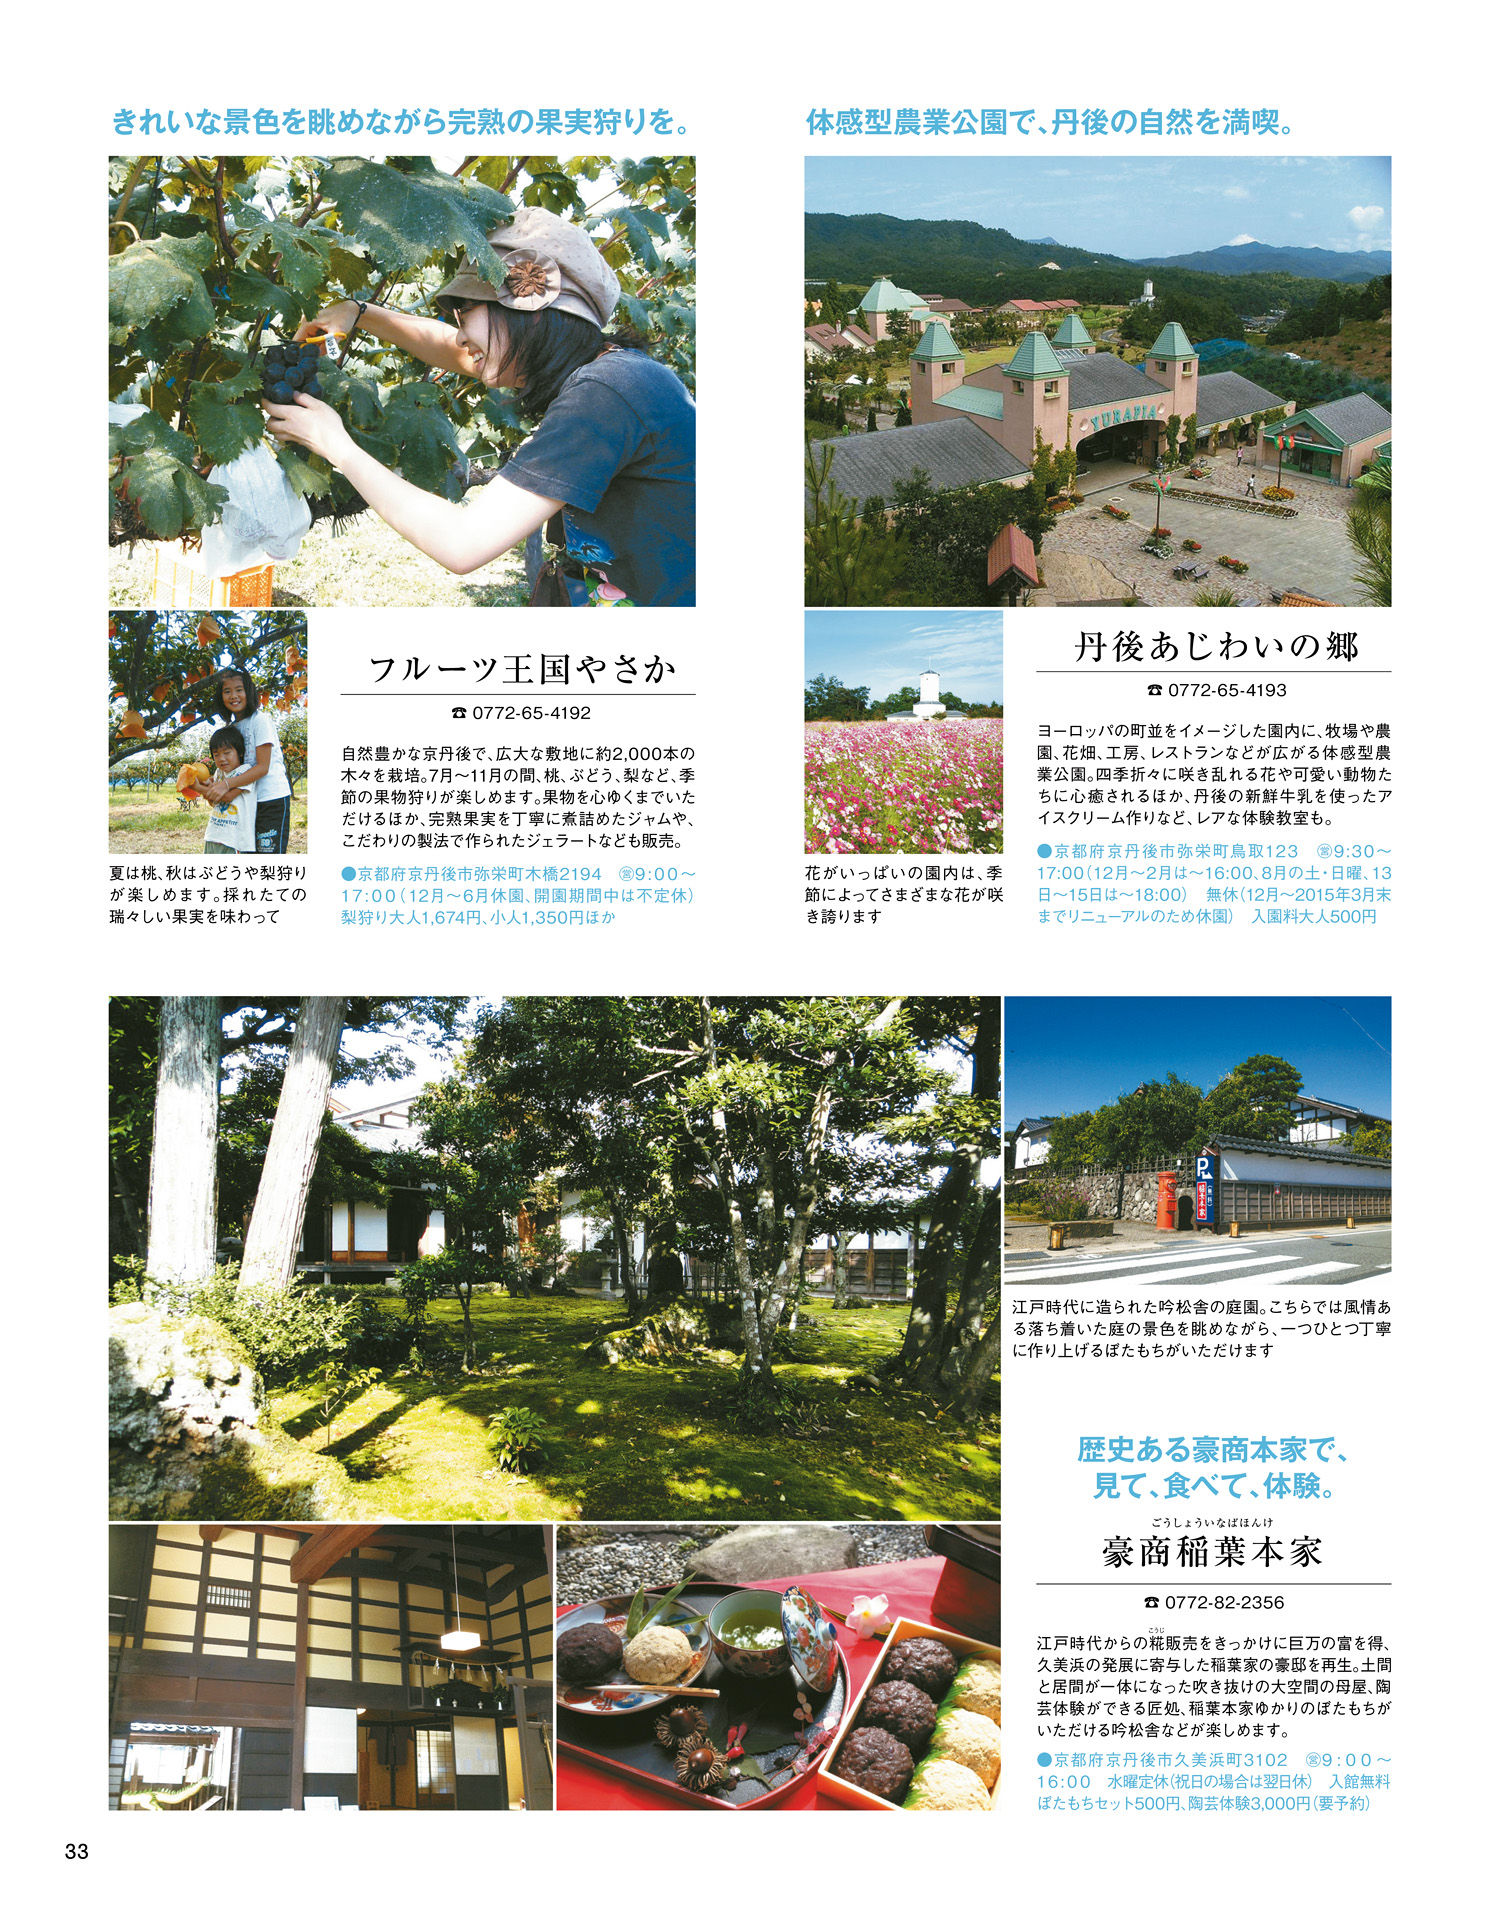 きれいな景色を眺めながら完熟の果実狩りを。
フルーツ王国やさか
☎ 0772-65-4192
自然豊かな京丹後で、広大な敷地に約2,000本の
木々を栽培。7月～11月の間、桃、ぶどう、梨など、季
節の果物狩りが楽しめます。果物を心ゆくまでいた
だけるほか、完熟果実を丁寧に煮詰めたジャムや、
こだわりの製法で作られたジェラートなども販売。
●京都府京丹後市弥栄町木橋2194　㊠9:00～
17:00（12月～6月休園、開園期間中は不定休）
梨狩り大人1,674円、小人1,350円ほか
夏は桃、秋はぶどうや梨狩り
が楽しめます。採れたての
瑞々しい果実を味わって
体感型農業公園で、丹後の自然を満喫。
YURAPIA
丹後あじわいの郷
☎ 0772-65-4193
ヨーロッパの町並をイメージした園内に、牧場や農
園、花畑、工房、レストランなどが広がる体感型農
業公園。四季折々に咲き乱れる花や可愛い動物た
ちに心癒されるほか、丹後の新鮮牛乳を使ったア
イスクリーム作りなど、レアな体験教室も。
●京都府京丹後市弥栄町鳥取123　㊠9:30～
17:00（12月～2月は～16:00、8月の土・日曜、13
日～15日は～18:00）　無休（12月～2015年3月末
までリニューアルのため休園）　入園料大人500円
花がいっぱいの園内は、季
節によってさまざまな花が咲
き誇ります
P
稲葉本家
江戸時代に造られた吟松舎の庭園。こちらでは風情あ
る落ち着いた庭の景色を眺めながら、一つひとつ丁寧
に作り上げるぼたもちがいただけます
歴史ある豪商本家で、
見て、食べて、体験。
ごうしょういなばほんけ
豪商稲葉本家
☎ 0772-82-2356
こうじ
江戸時代からの糀販売をきっかけに巨万の富を得、
久美浜の発展に寄与した稲葉家の豪邸を再生。土間
と居間が一体になった吹き抜けの大空間の母屋、陶
芸体験ができる匠処、稲葉本家ゆかりのぼたもちが
いただける吟松舎などが楽しめます。
●京都府京丹後市久美浜町3102　㊠9:00～
16:00　水曜定休（祝日の場合は翌日休）　入館無料
ぼたもちセット500円、陶芸体験3,000円（要予約）
33